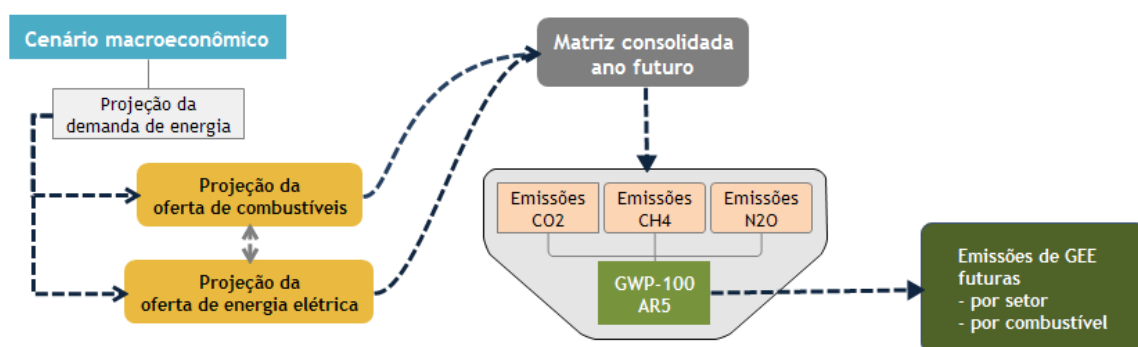 Cenário macroeconômico
Projeção da
demanda de energia
Projeção da
oferta de combustíveis
Projeção da
oferta de energia elétrica
Matriz consolidada
ano futuro
Emissões
CO2
Emissões
CH4
Emissões
N2O
GWP-100
AR5
Emissões de GEE
futuras
- por setor
- por combustível